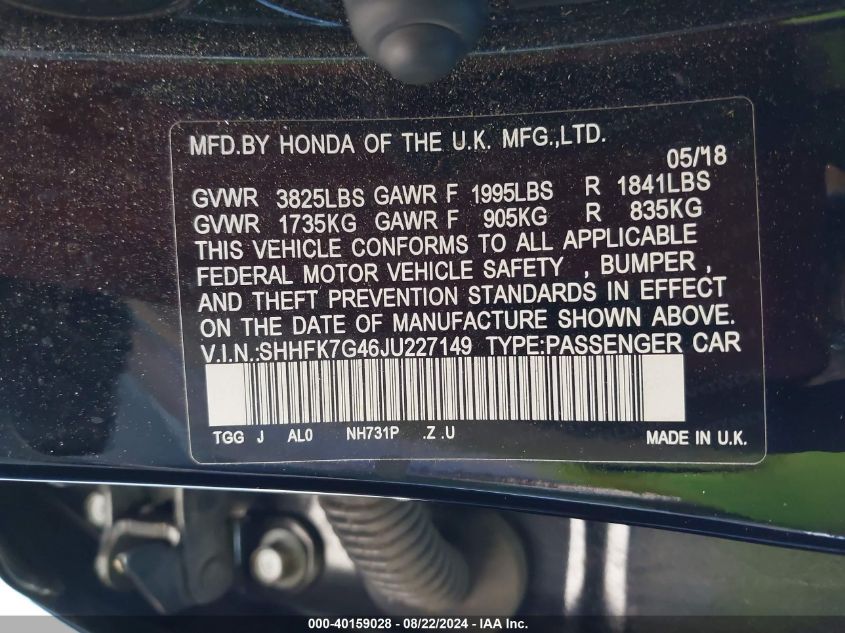 MFD.BY HONDA OF THE U.K. MFG.,LTD.
05/18
GVWR 3825LBS GAWR F 1995LBS R 1841LBS
GVWR 1735KG GAWR F 905KG R 835KG
THIS VEHICLE CONFORMS TO ALL APPLICABLE
FEDERAL MOTOR VEHICLE SAFETY , BUMPER ,
AND THEFT PREVENTION STANDARDS IN EFFECT
ON THE DATE OF MANUFACTURE SHOWN ABOVE.
V.I.N.:SHHFK7G46JU227149 TYPE:PASSENGER CAR
TGG J AL0 NH731P .Z .U MADE IN U.K.
000-40159028 - 08/22/2024 - IAA Inc.